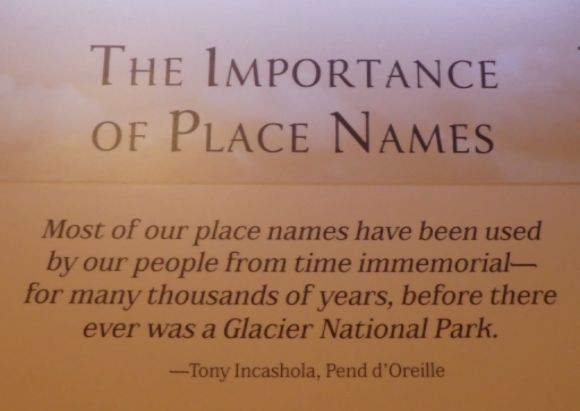 The Importance
of Place Names
Most of our place names have been used
by our people from time immemorial—
for many thousands of years, before there
ever was a Glacier National Park.
—Tony Incashola, Pend d'Oreille